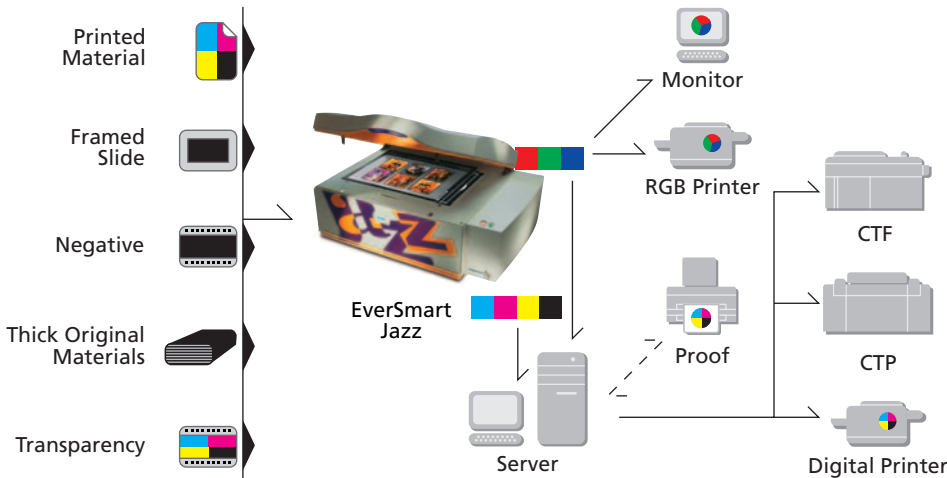 Printed
Material
Framed
Slide
Negative
Thick Original
Materials
Transparency
EverSmart
Jazz
Monitor
RGB Printer
Proof
Server
CTF
CTP
Digital Printer